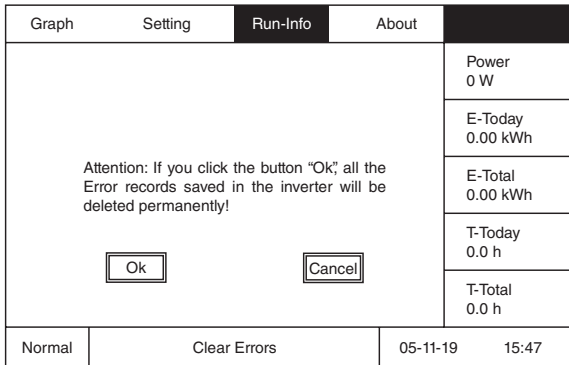 Graph Setting Run-Info About
Power
0 W
E-Today
0.00 kWh
E-Total
0.00 kWh
T-Today
0.0 h
T-Total
0.0 h
Attention: If you click the button “Ok”, all the
Error records saved in the inverter will be
deleted permanently!
Ok Cancel
Normal Clear Errors 05-11-19 15:47